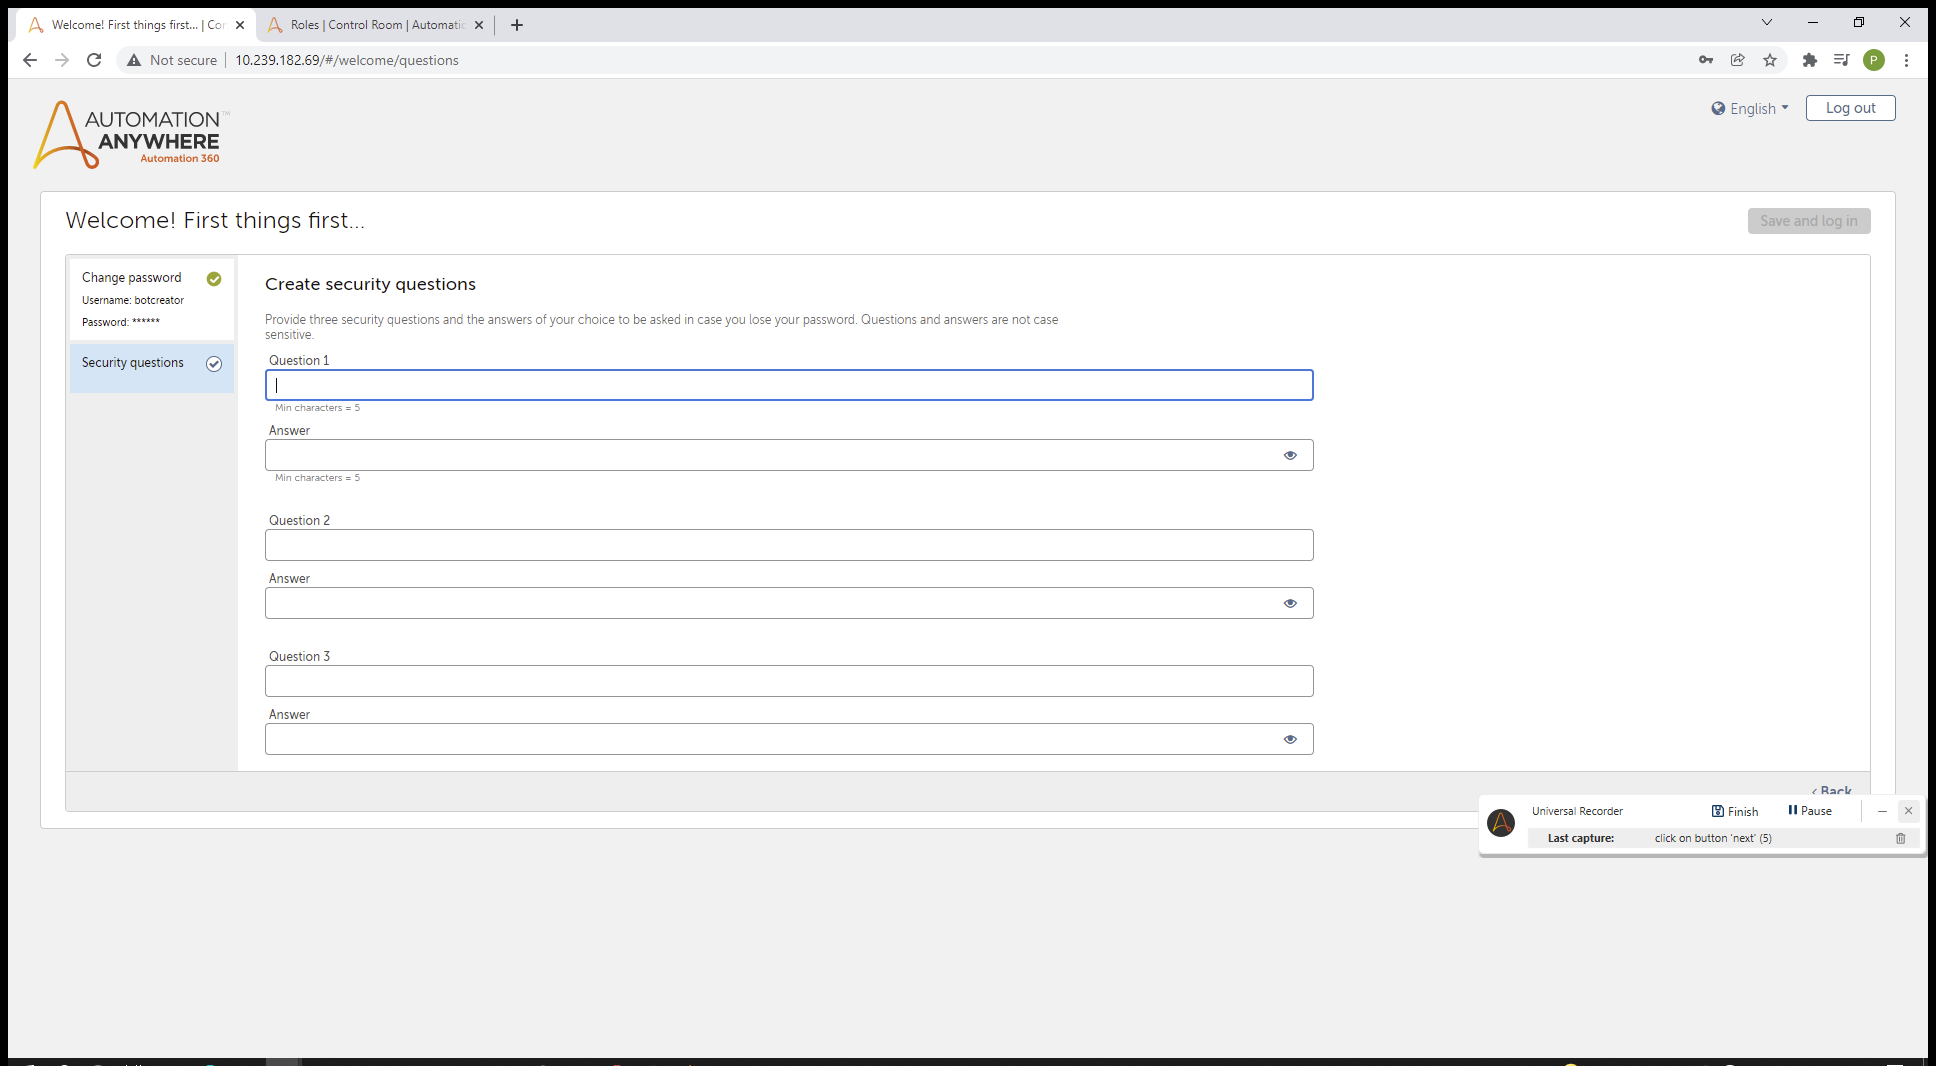 Welcome! First things first... | Co
Roles | Control Room | Automatic
Not secure
10.239.182.69/#/welcome/questions
P
AUTOMATION™
ANYWHERE
Automation 360
English
Log out
Welcome! First things first...
Save and log in
Change password
Username: botcreator
Password: ******
Security questions
Create security questions
Provide three security questions and the answers of your choice to be asked in case you lose your password. Questions and answers are not case
sensitive.
Question 1
Min characters = 5
Answer
Min characters = 5
Question 2
Answer
Question 3
Answer
‹ Back
Universal Recorder
Finish
Pause
Last capture:
click on button 'next' (5)